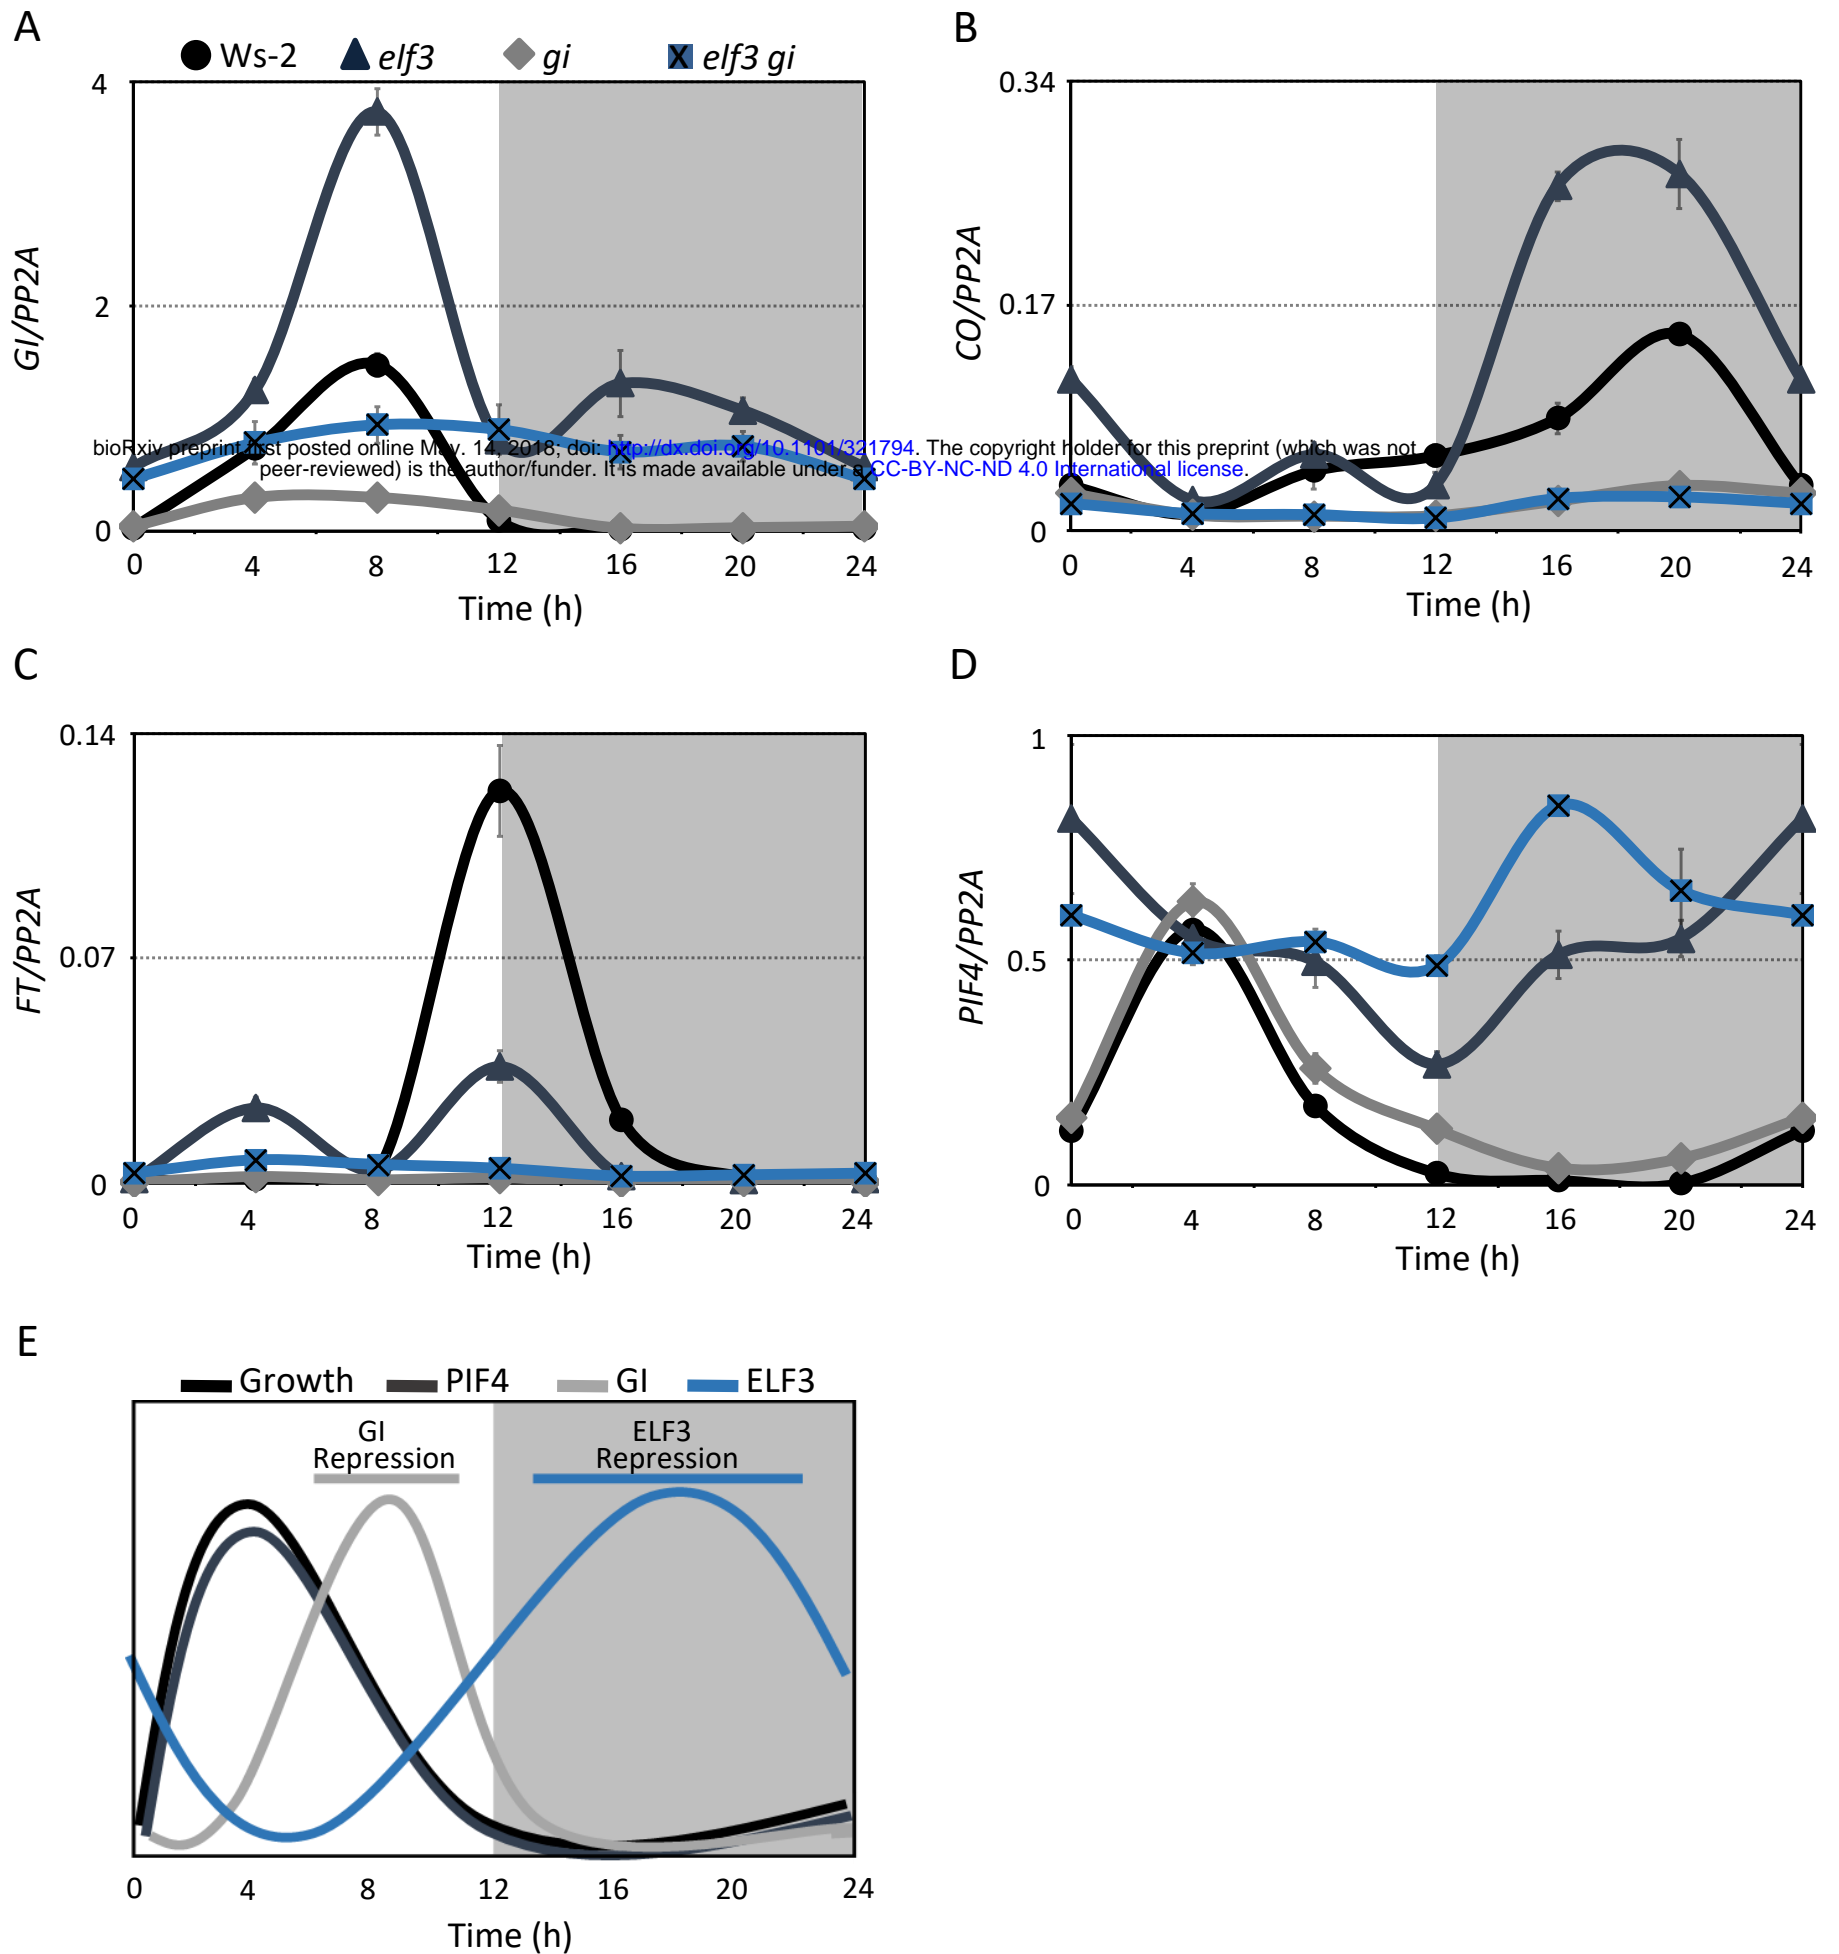 A
Ws-2 elf3 gi elf3 gi
4
2
0
GI/PP2A
0 4 8 12 16 20 24
Time (h)
B
0.34
0.17
0
CO/PP2A
0 4 8 12 16 20 24
Time (h)
bioRxiv preprint first posted online May. 14, 2018; doi: http://dx.doi.org/10.1101/321794. The copyright holder for this preprint (which was not
peer-reviewed) is the author/funder. It is made available under a CC-BY-NC-ND 4.0 International license.
C
0.14
0.07
0
FT/PP2A
0 4 8 12 16 20 24
Time (h)
D
1
0.5
0
PIF4/PP2A
0 4 8 12 16 20 24
Time (h)
E
Growth PIF4 GI ELF3
GI
Repression
ELF3
Repression
0 4 8 12 16 20 24
Time (h)